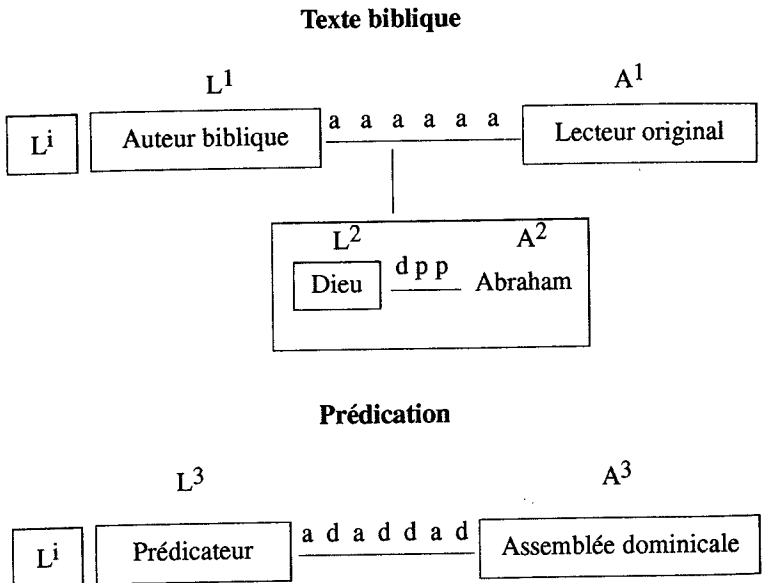 Texte biblique
L1 A1
Li Auteur biblique a a a a a a Lecteur original
L2 A2
Dieu d p p Abraham
Prédication
L3 A3
Li Prédicateur a d a d d a d Assemblée dominicale